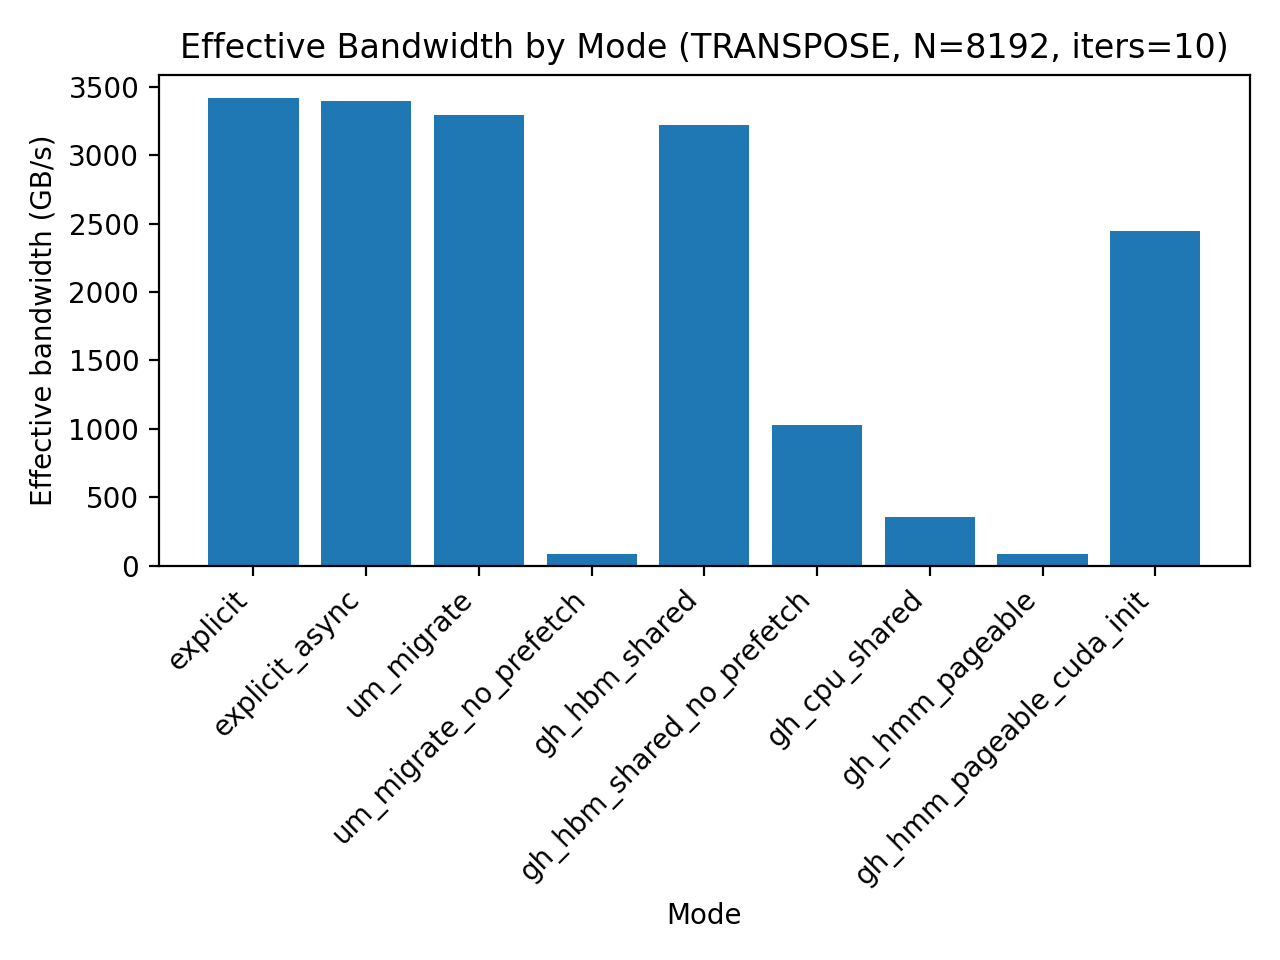 Effective Bandwidth by Mode (TRANSPOSE, N=8192, iters=10)
Effective bandwidth (GB/s)
3500
3000
2500
2000
1500
1000
500
0
explicit
explicit_async
um_migrate
um_migrate_no_prefetch
gh_hbm_shared
gh_hbm_shared_no_prefetch
gh_cpu_shared
gh_hmm_pageable
gh_hmm_pageable_cuda_init
Mode